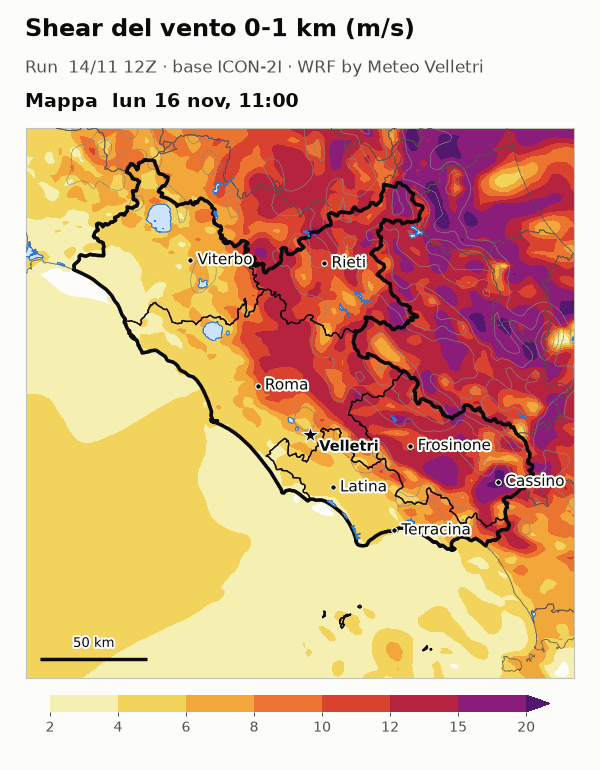 Shear del vento 0-1 km (m/s)
Run  14/11 12Z · base ICON-2I · WRF by Meteo Velletri
Mappa  lun 16 nov, 11:00
Viterbo
Rieti
Roma
Velletri
Frosinone
Cassino
Latina
Terracina
50 km
2 4 6 8 10 12 15 20